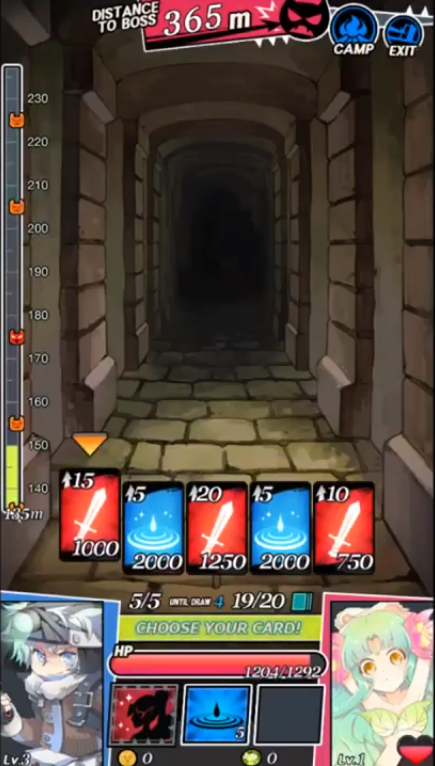 DISTANCE
TO BOSS
365 m
CAMP
EXIT
230
220
210
200
190
180
170
160
150
140
135m
15
1000
5
2000
20
1250
5
2000
10
750
5/5 UNTIL DRAW 4 19/20
CHOOSE YOUR CARD!
HP
1204/1292
5
Lv.3
0
0
Lv.1